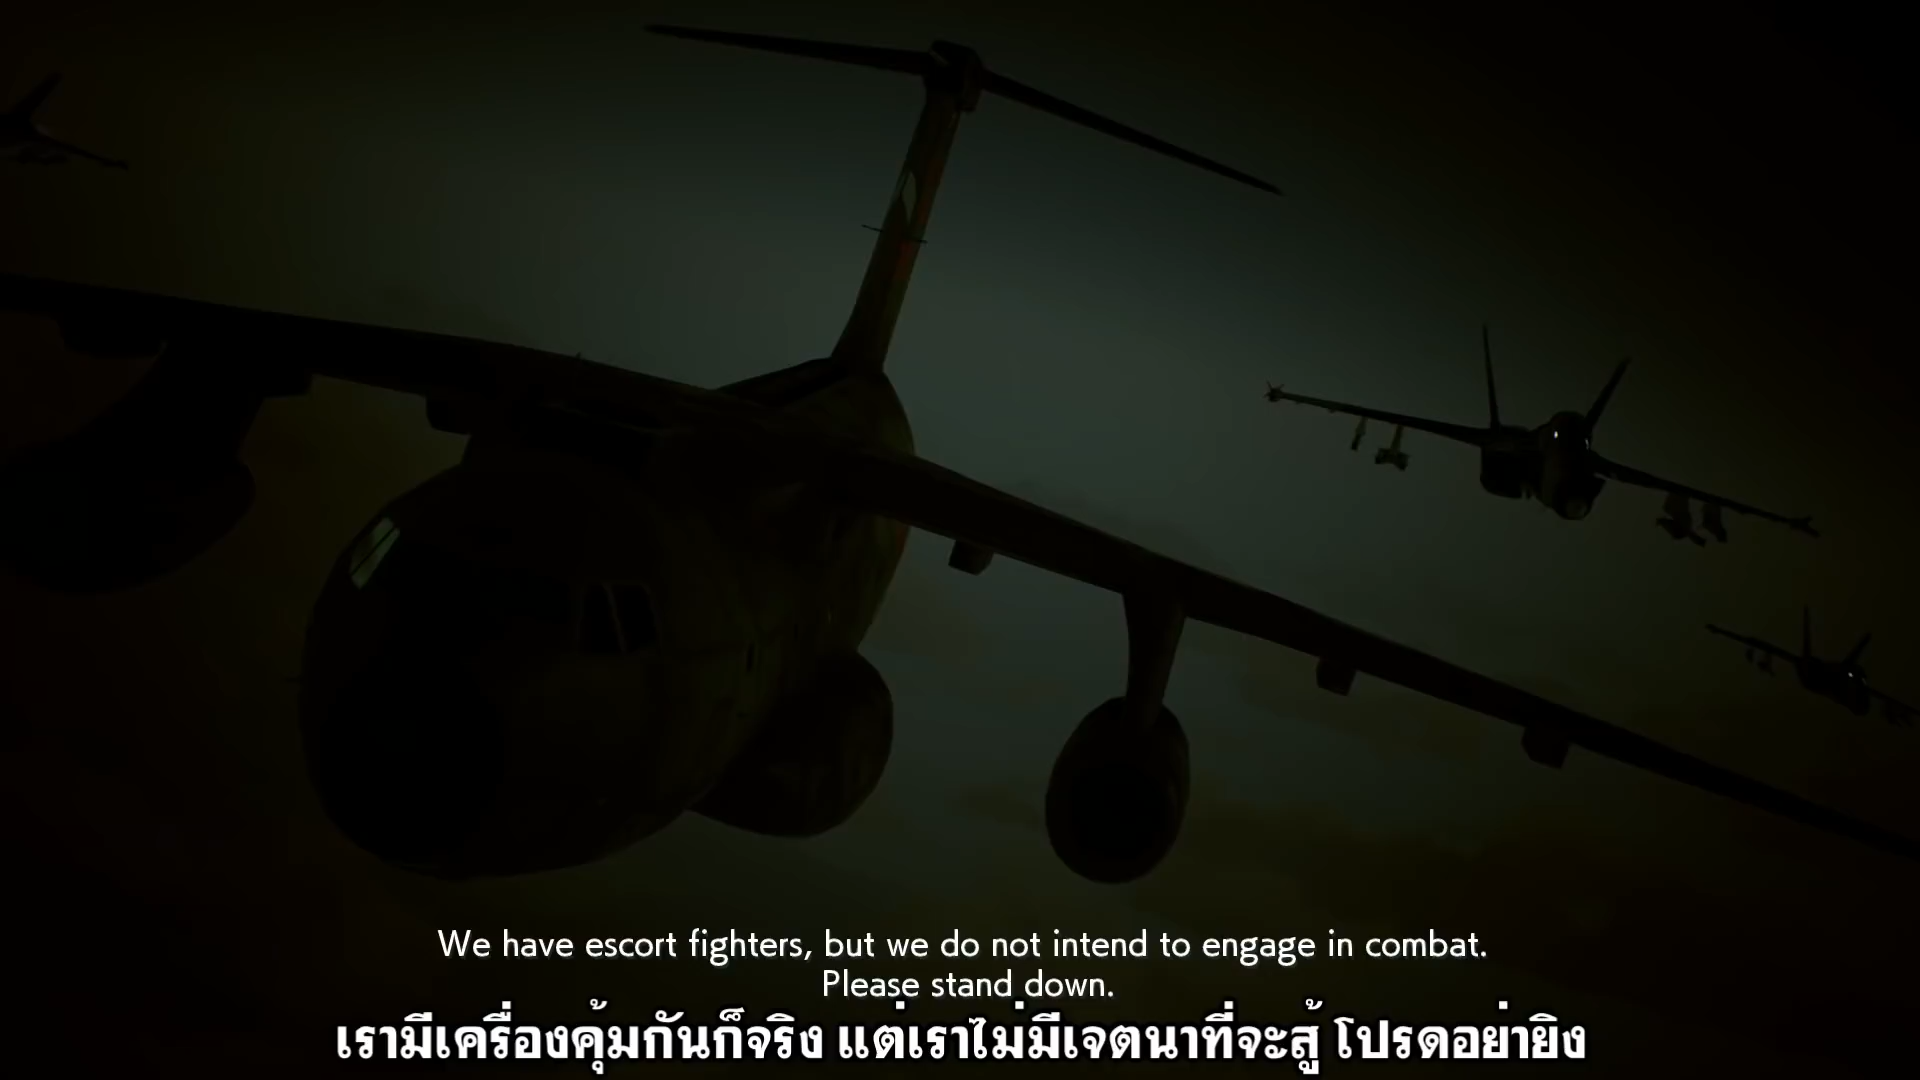 We have escort fighters, but we do not intend to engage in combat.
Please stand down.
เรามีเครื่องคุ้มกันก็จริง แต่เราไม่มีเจตนาที่จะสู้ โปรดอย่ายิง